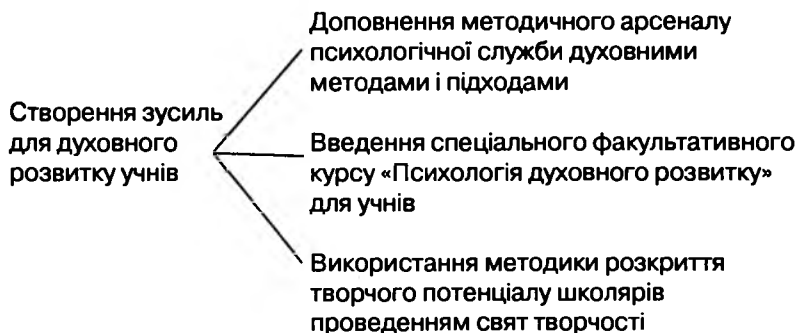 Створення зусиль
для духовного
розвитку учнів
Доповнення методичного арсеналу
психологічної служби духовними
методами і підходами
Введення спеціального факультативного
курсу «Психологія духовного розвитку»
для учнів
Використання методики розкриття
творчого потенціалу школярів
проведенням свят творчості